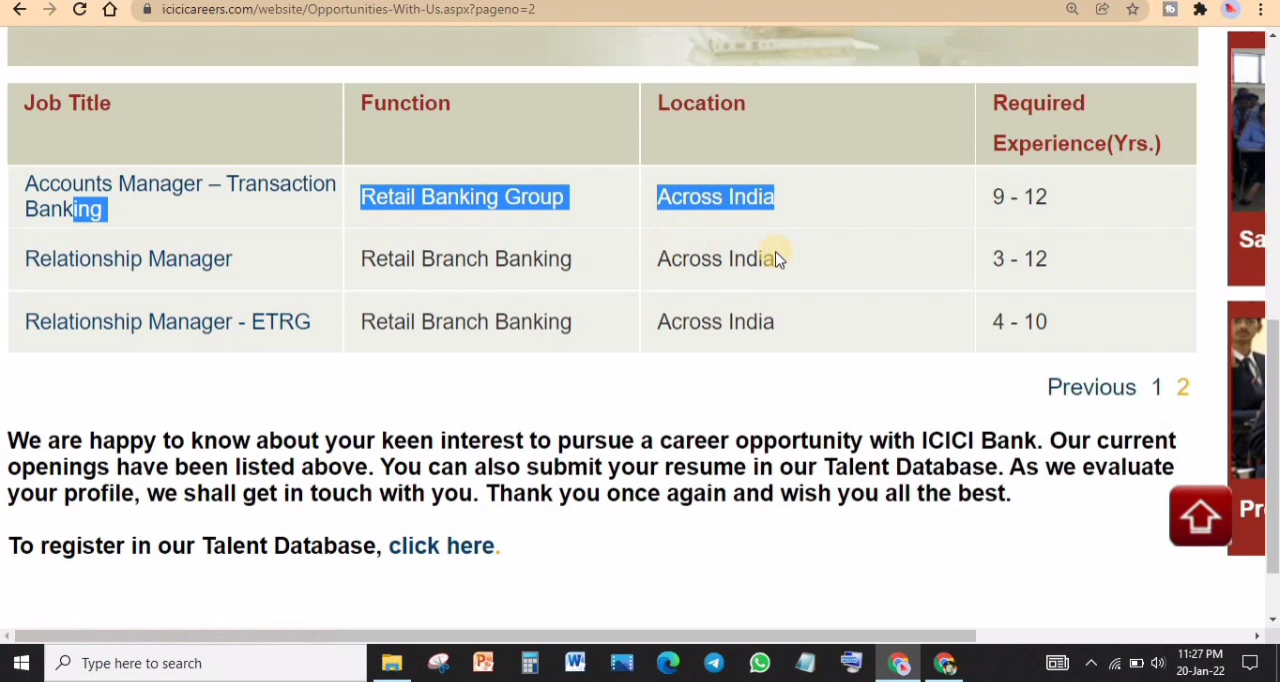 icicicareers.com/website/Opportunities-With-Us.aspx?pageno=2
Job Title Function Location Required
Experience(Yrs.)
Accounts Manager – Transaction
Banking Retail Banking Group Across India 9 - 12
Relationship Manager Retail Branch Banking Across India 3 - 12
Relationship Manager - ETRG Retail Branch Banking Across India 4 - 10
Previous 1 2
We are happy to know about your keen interest to pursue a career opportunity with ICICI Bank. Our current
openings have been listed above. You can also submit your resume in our Talent Database. As we evaluate
your profile, we shall get in touch with you. Thank you once again and wish you all the best.
To register in our Talent Database, click here.
Sa
Pr
Type here to search
11:27 PM
20-Jan-22